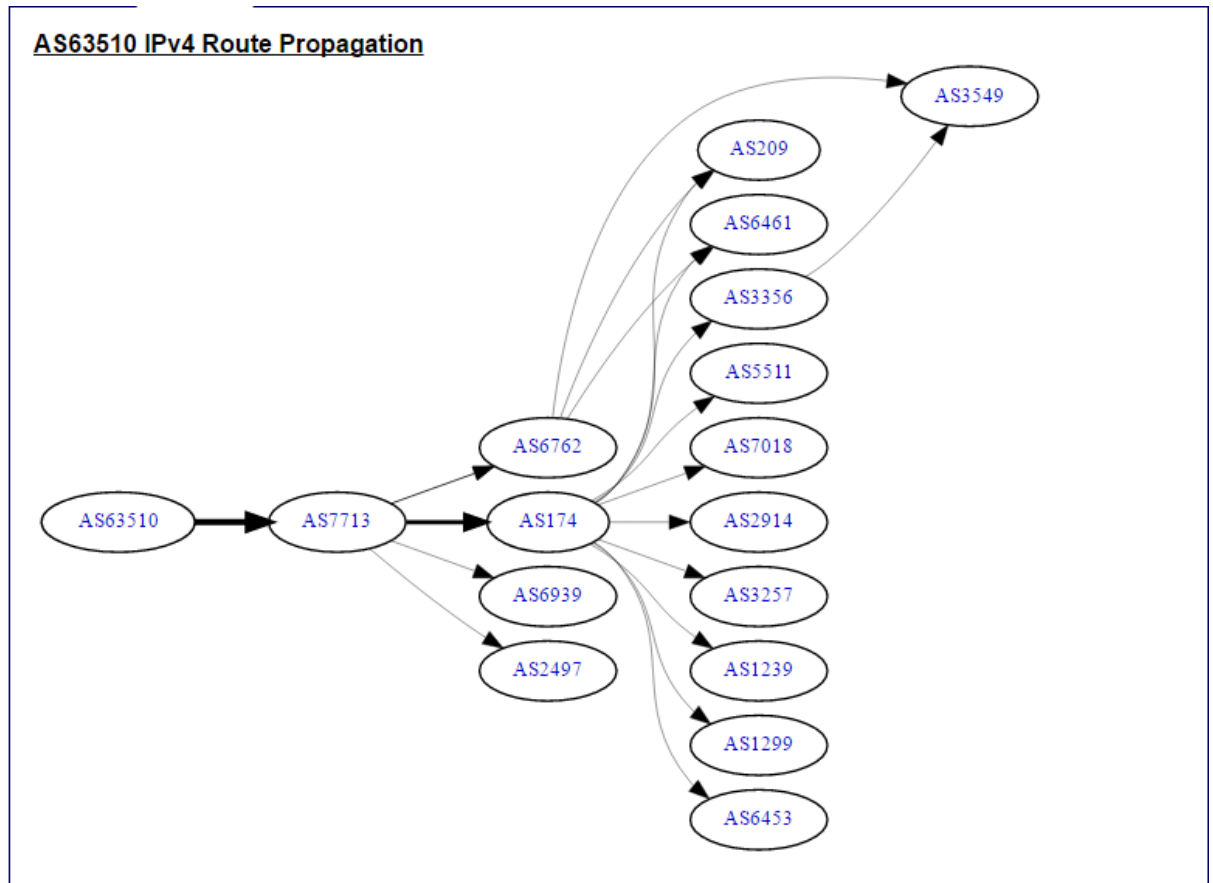 AS63510 IPv4 Route Propagation
AS3549
AS209
AS6461
AS3356
AS5511
AS6762
AS7018
AS63510
AS7713
AS174
AS2914
AS6939
AS3257
AS2497
AS1239
AS1299
AS6453